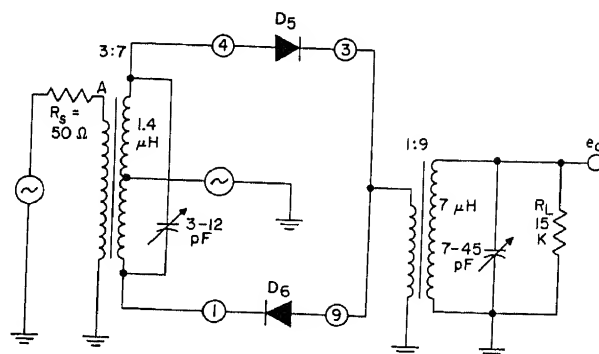 D5
4
3
3:7
A
RS =
50 Ω
1.4
μH
3-12
pF
D6
1
9
1:9
7 μH
7-45
pF
RL
15
K
eo